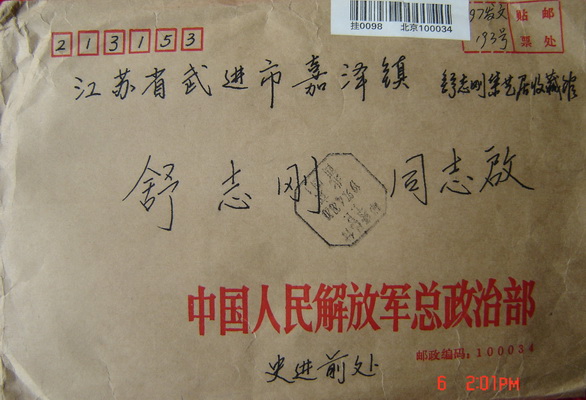 挂0098 北京100034
贴 邮
票 处
97发文
193号
213153
江苏省武进市嘉泽镇
舒志刚集艺居收藏准
舒志刚 同志启
中国人民解放军总政治部
邮政编码:100034
史进前处
6 2:01PM